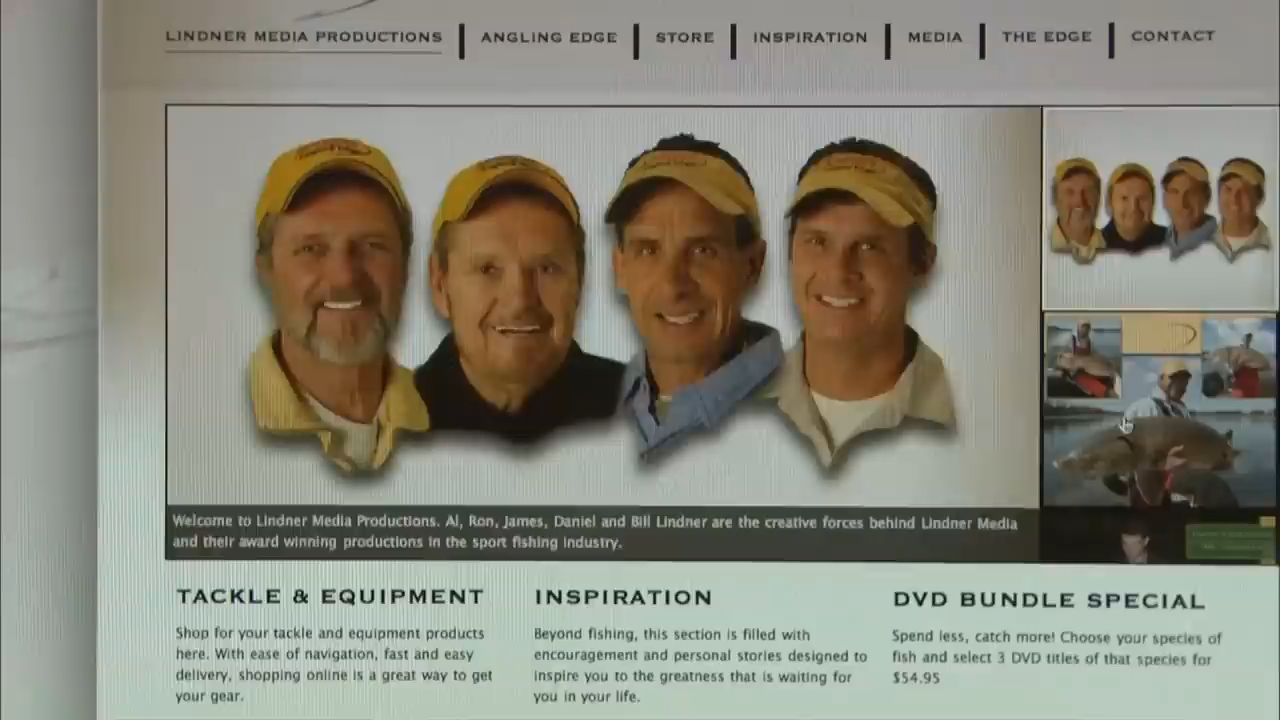 LINDNER MEDIA PRODUCTIONS
ANGLING EDGE
STORE
INSPIRATION
MEDIA
THE EDGE
CONTACT
Welcome to Lindner Media Productions. Al, Ron, James, Daniel and Bill Lindner are the creative forces behind Lindner Media
and their award winning productions in the sport fishing industry.
TACKLE & EQUIPMENT
Shop for your tackle and equipment products
here. With ease of navigation, fast and easy
delivery, shopping online is a great way to get
your gear.
INSPIRATION
Beyond fishing, this section is filled with
encouragement and personal stories designed to
inspire you to the greatness that is waiting for
you in your life.
DVD BUNDLE SPECIAL
Spend less, catch more! Choose your species of
fish and select 3 DVD titles of that species for
$54.95